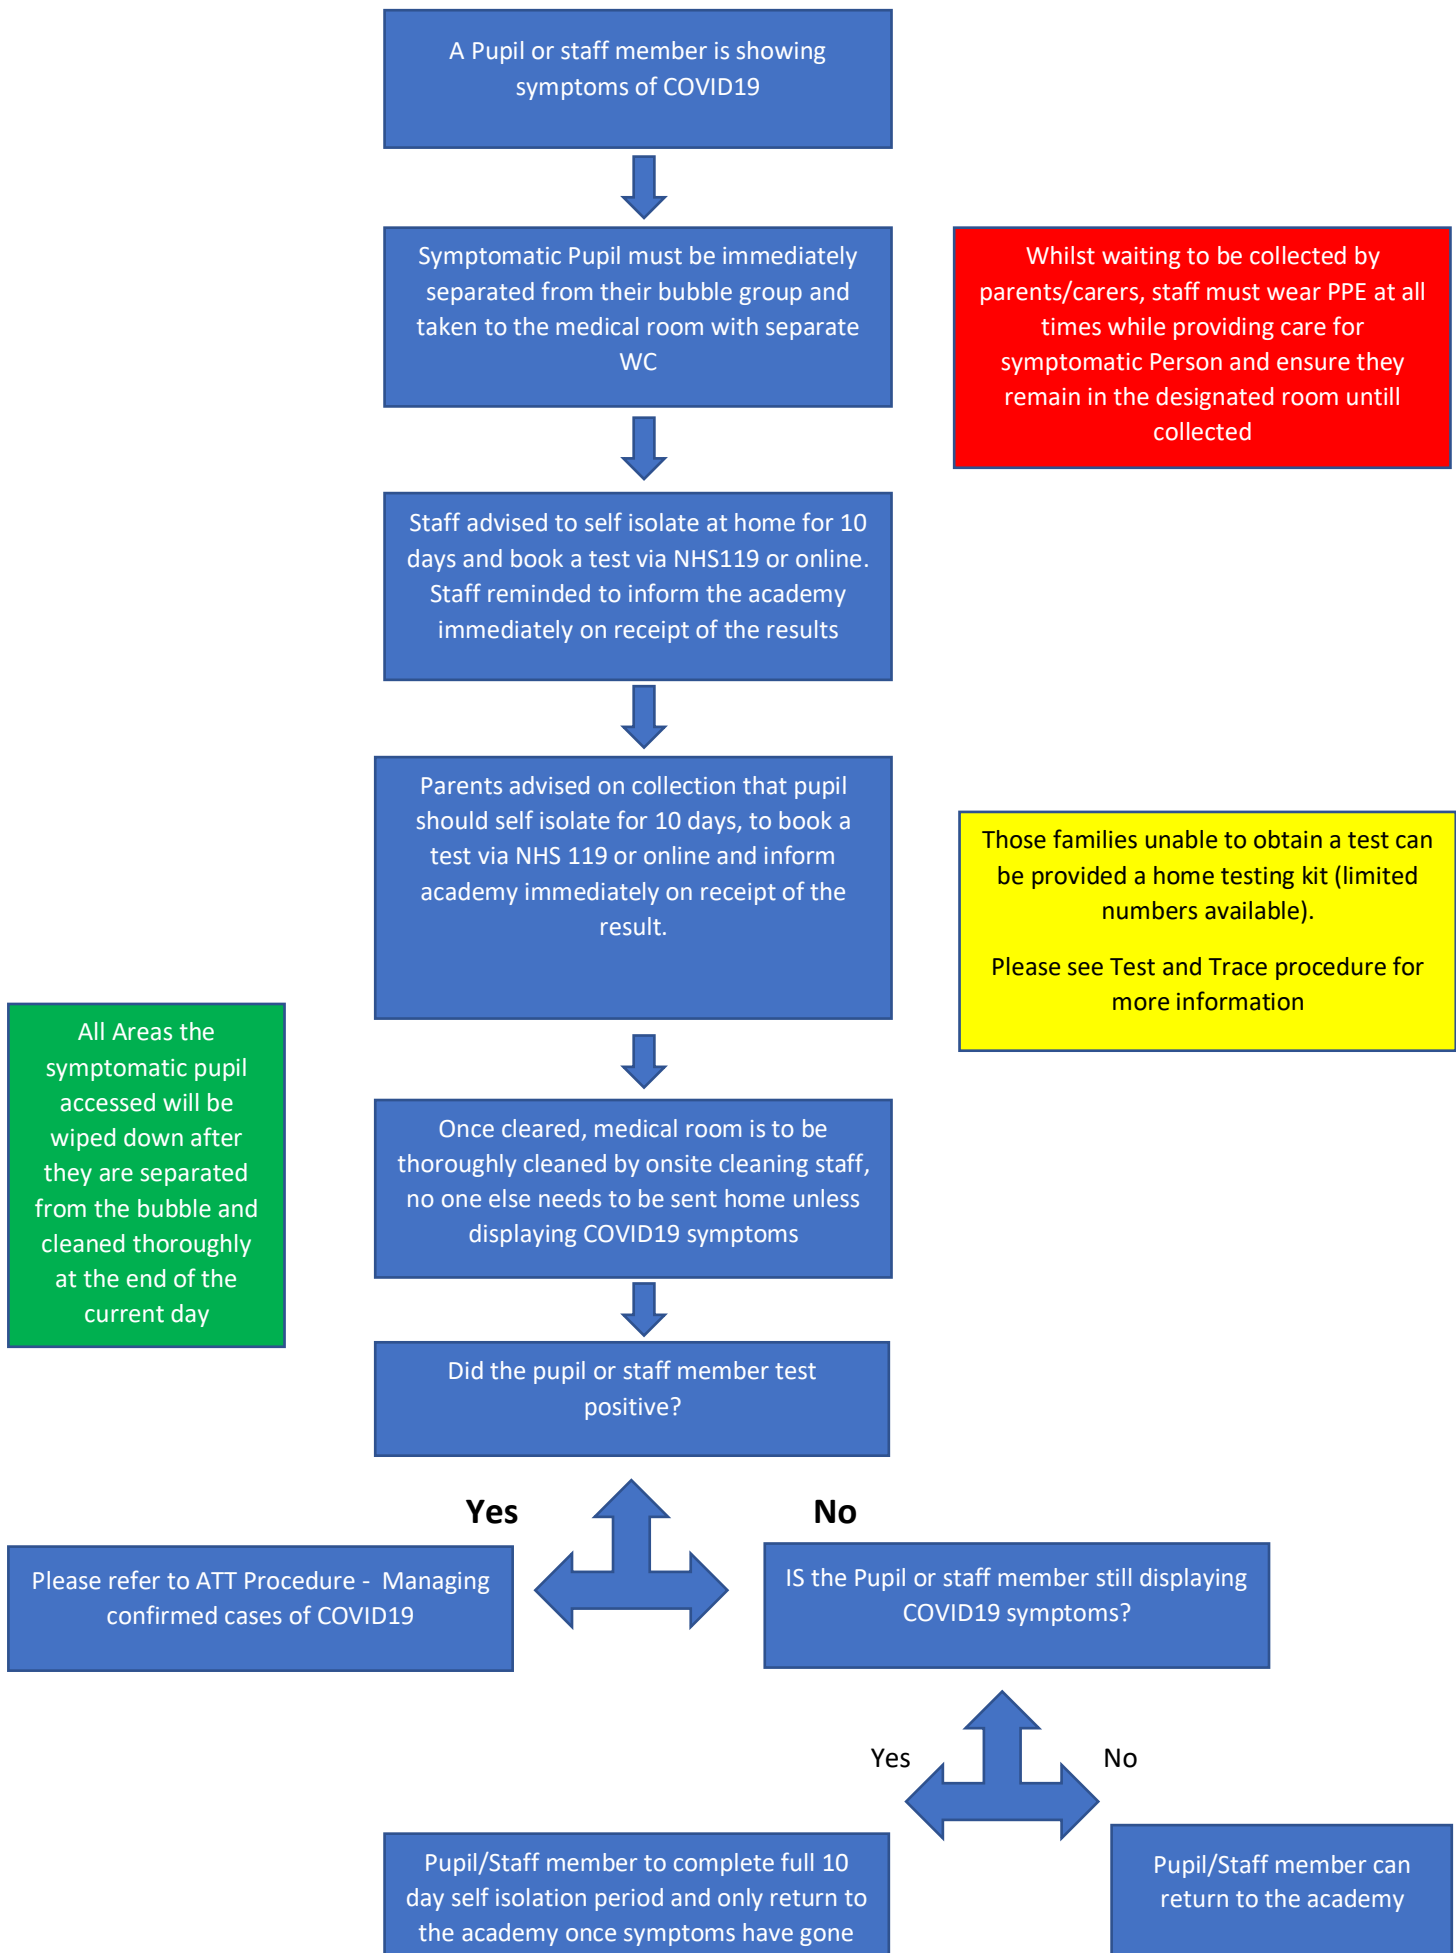 A Pupil or staff member is showing
symptoms of COVID19
Symptomatic Pupil must be immediately
separated from their bubble group and
taken to the medical room with separate
WC
Whilst waiting to be collected by
parents/carers, staff must wear PPE at all
times while providing care for
symptomatic Person and ensure they
remain in the designated room untill
collected
Staff advised to self isolate at home for 10
days and book a test via NHS119 or online.
Staff reminded to inform the academy
immediately on receipt of the results
Parents advised on collection that pupil
should self isolate for 10 days, to book a
test via NHS 119 or online and inform
academy immediately on receipt of the
result.
Those families unable to obtain a test can
be provided a home testing kit (limited
numbers available).
Please see Test and Trace procedure for
more information
All Areas the
symptomatic pupil
accessed will be
wiped down after
they are separated
from the bubble and
cleaned thoroughly
at the end of the
current day
Once cleared, medical room is to be
thoroughly cleaned by onsite cleaning staff,
no one else needs to be sent home unless
displaying COVID19 symptoms
Did the pupil or staff member test
positive?
Yes
No
Please refer to ATT Procedure -  Managing
confirmed cases of COVID19
IS the Pupil or staff member still displaying
COVID19 symptoms?
Yes
No
Pupil/Staff member to complete full 10
day self isolation period and only return to
the academy once symptoms have gone
Pupil/Staff member can
return to the academy